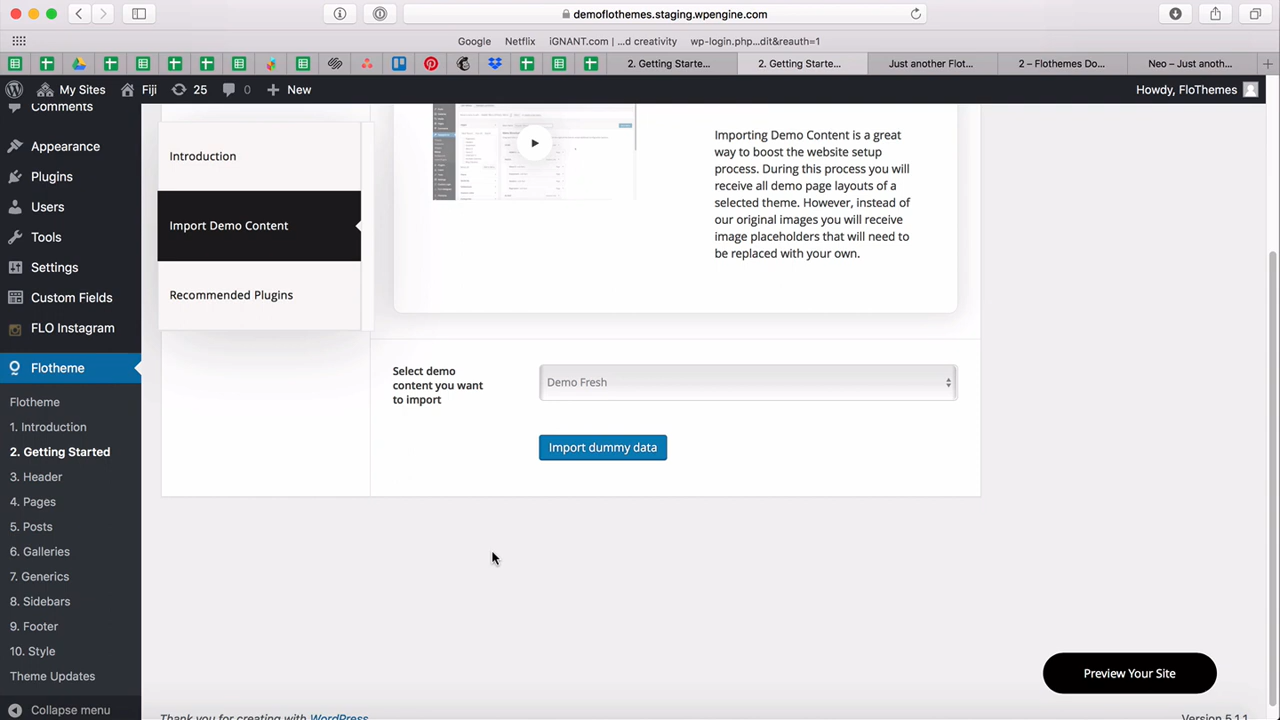 demoflothemes.staging.wpengine.com
Google
Netflix
iGNANT.com | ...d creativity
wp-login.php...dit&reauth=1
2. Getting Starte...
2. Getting Starte...
Just another Flot...
2 – Flothemes Do...
Neo – Just anoth...
My Sites
Fiji
25
0
New
Howdy, FloThemes
Comments
Appearance
Plugins
Users
Tools
Settings
Custom Fields
FLO Instagram
Flotheme
Flotheme
1. Introduction
2. Getting Started
3. Header
4. Pages
5. Posts
6. Galleries
7. Generics
8. Sidebars
9. Footer
10. Style
Theme Updates
Collapse menu
Introduction
Import Demo Content
Recommended Plugins
Importing Demo Content is a great
way to boost the website setup
process. During this process you will
receive all demo page layouts of a
selected theme. However, instead of
our original images you will receive
image placeholders that will need to
be replaced with your own.
Select demo
content you want
to import
Demo Fresh
Import dummy data
Preview Your Site
Thank you for creating with WordPress
Version 5.1.1